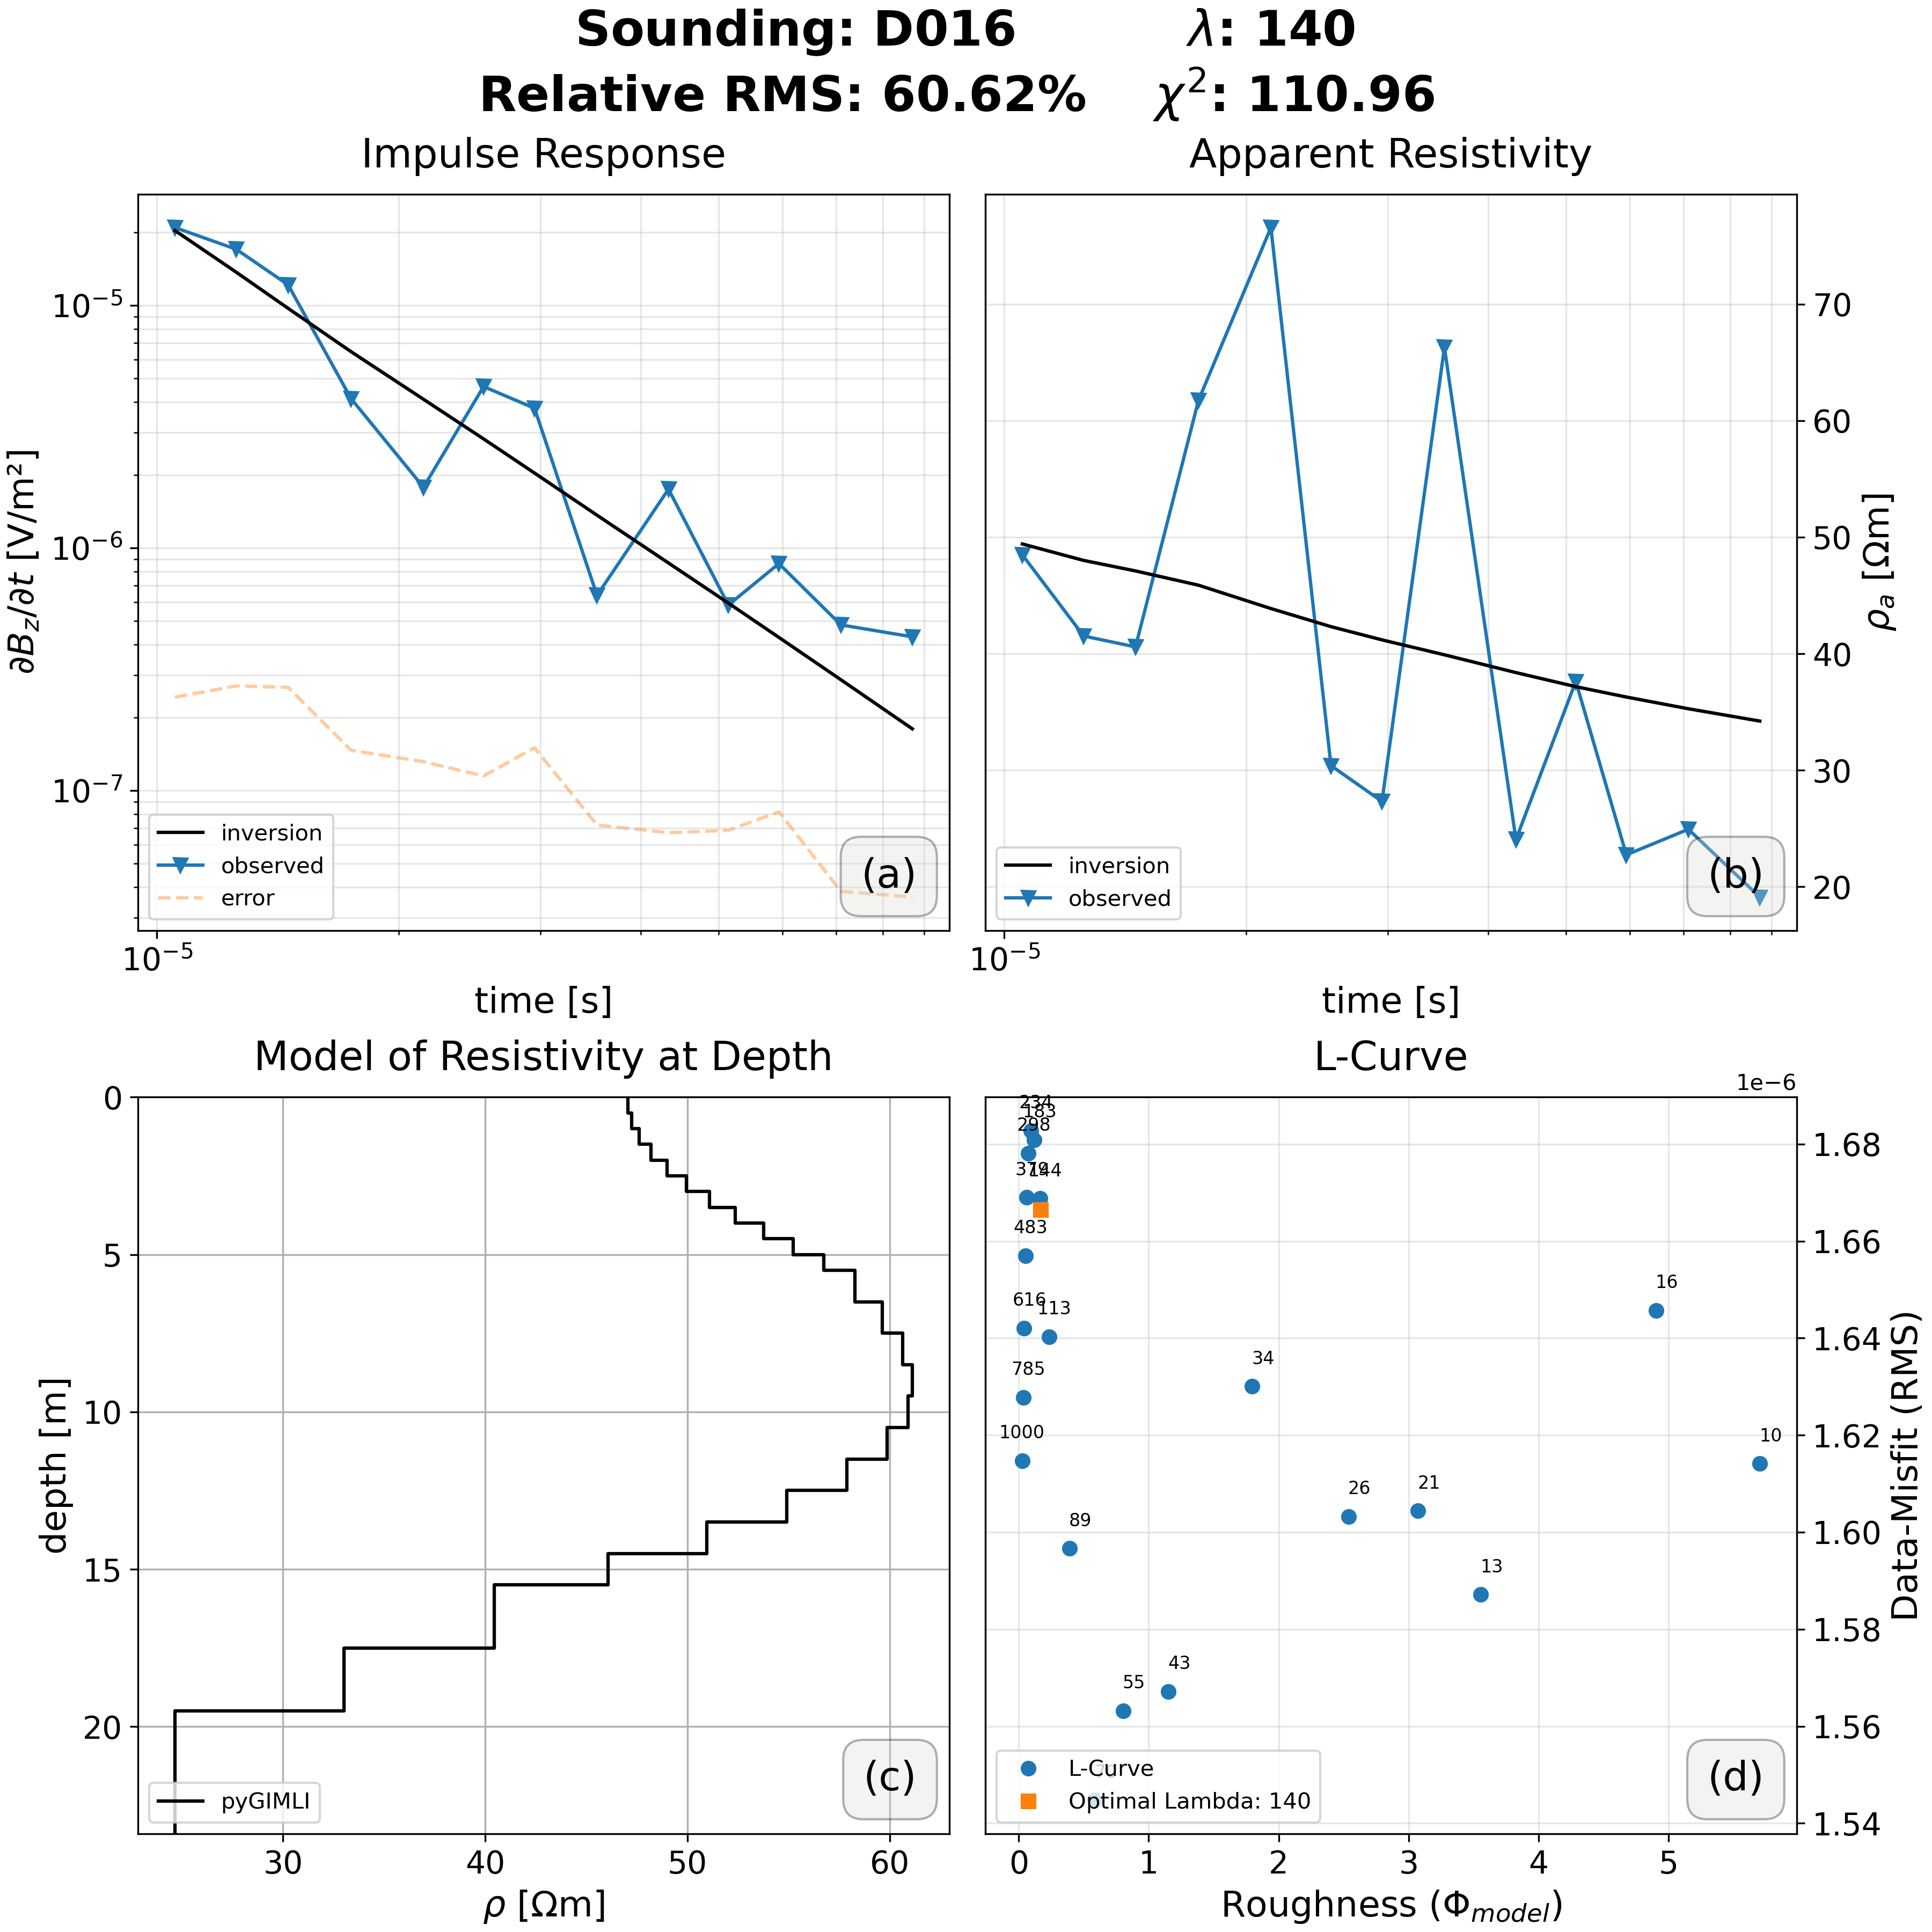 Sounding: D016 λ: 140
Relative RMS: 60.62% χ²: 110.96
Impulse Response
Apparent Resistivity
∂B_z/∂t [V/m²]
10⁻⁵
10⁻⁶
10⁻⁷
inversion
observed
error
(a)
10⁻⁵
time [s]
70
60
50
40
30
20
ρ_a [Ωm]
inversion
observed
(b)
10⁻⁵
time [s]
Model of Resistivity at Depth
depth [m]
0
5
10
15
20
pyGIMLI
(c)
30 40 50 60
ρ [Ωm]
L-Curve
1e−6
234
183
298
379
144
483
616
113
785
1000
89
34
16
10
26
21
13
43
55
1.68
1.66
1.64
1.62
1.60
1.58
1.56
1.54
Data-Misfit (RMS)
L-Curve
Optimal Lambda: 140
(d)
0 1 2 3 4 5
Roughness (Φ_model)